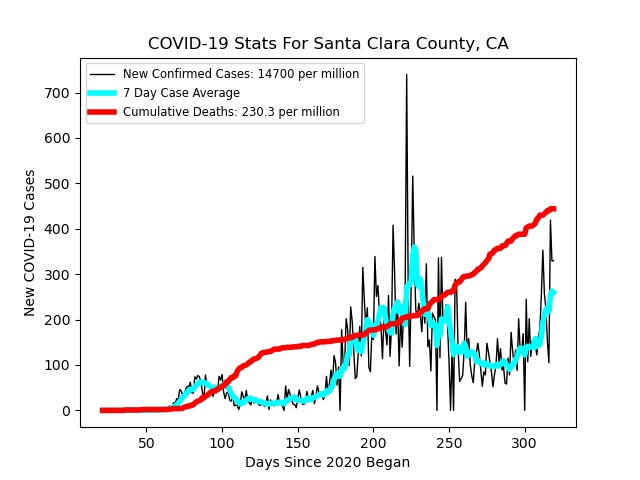 COVID-19 Stats For Santa Clara County, CA
New Confirmed Cases: 14700 per million
7 Day Case Average
Cumulative Deaths: 230.3 per million
New COVID-19 Cases
700
600
500
400
300
200
100
0
50 100 150 200 250 300
Days Since 2020 Began